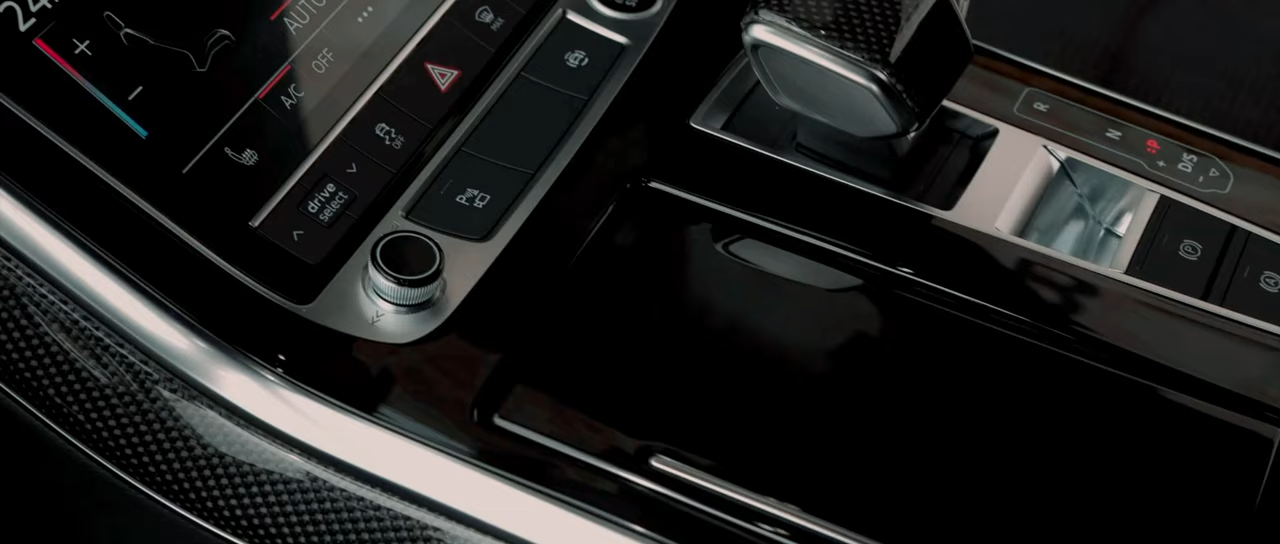 24
AUTO
A/C OFF
MAX
OFF
drive
select
P
R
N
P
D/S
+
-
(P)
(A)